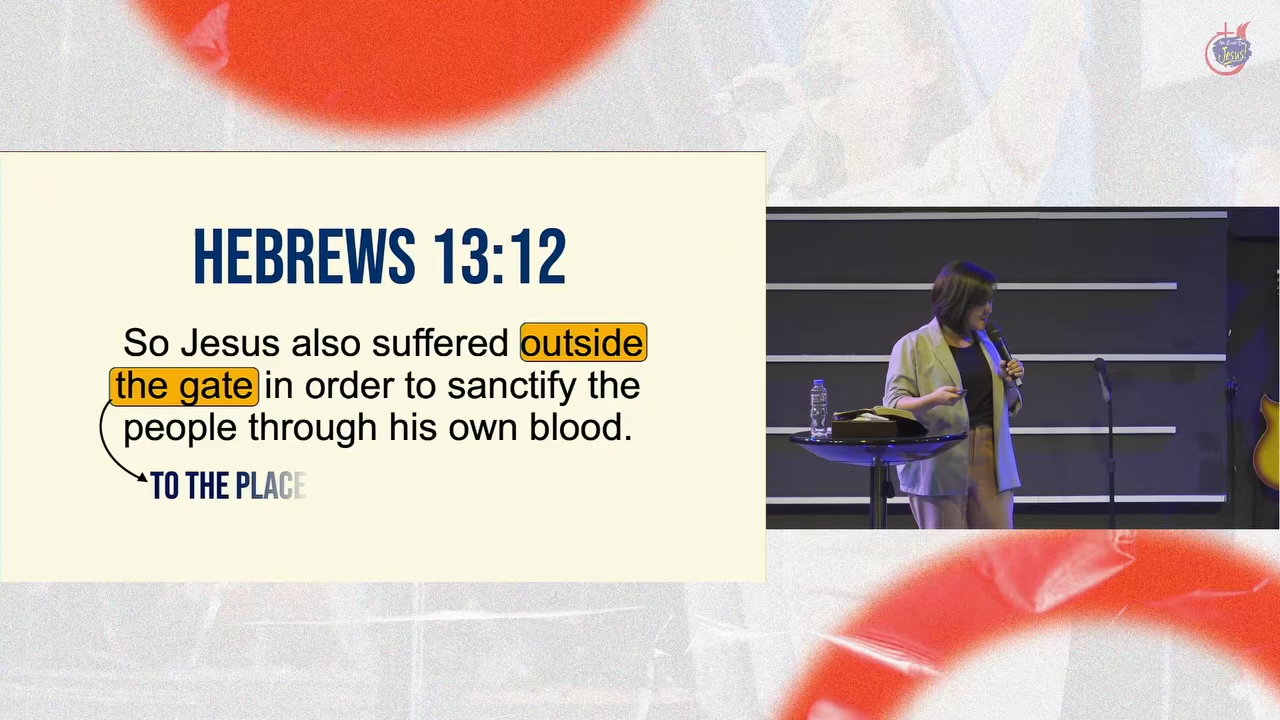 HEBREWS 13:12
So Jesus also suffered outside
the gate in order to sanctify the
people through his own blood.
TO THE PLACE
Jesus!